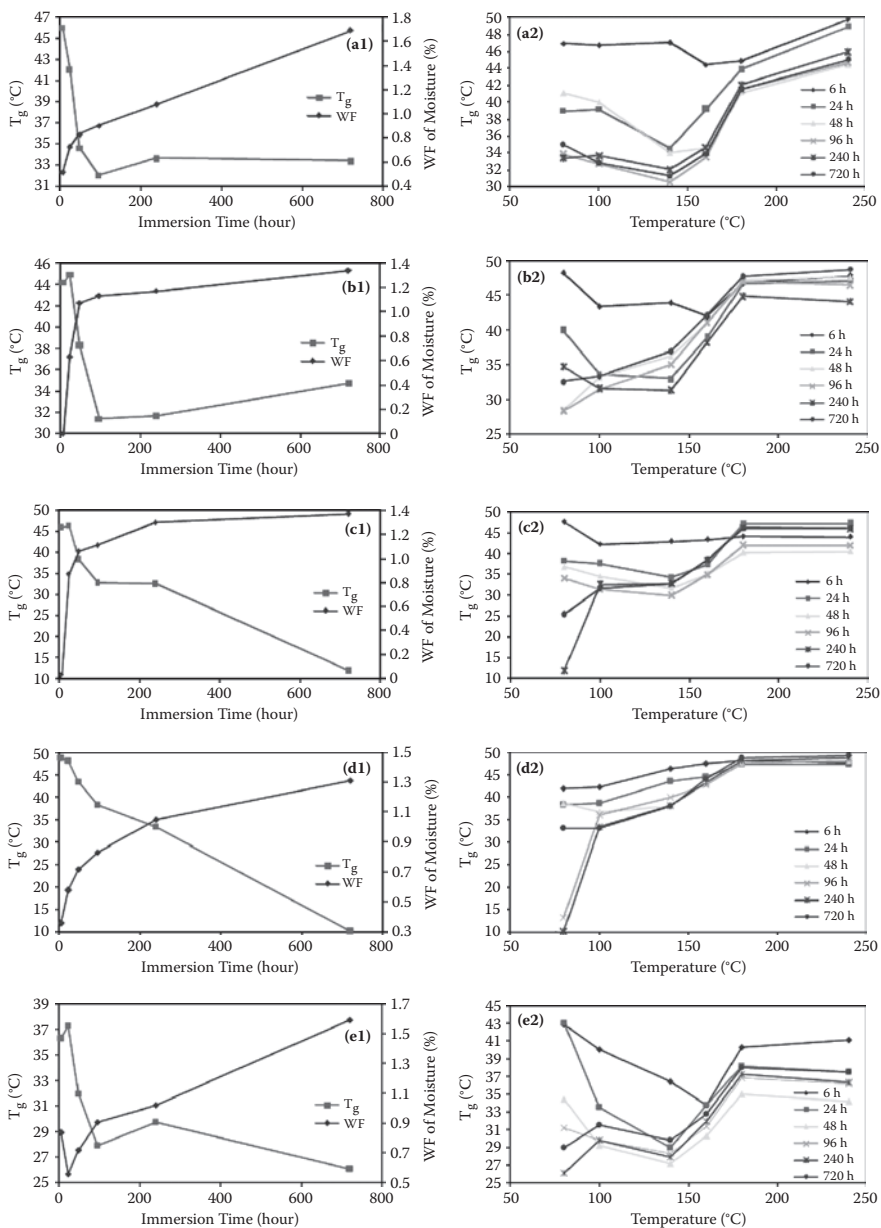 (a1)
47
45
43
41
39
37
35
33
31
Tg (°C)
1.8
1.6
1.4
1.2
1.0
0.8
0.6
0.4
WF of Moisture (%)
Tg
WF
0 200 400 600 800
Immersion Time (hour)
(a2)
50
48
46
44
42
40
38
36
34
32
30
Tg (°C)
6 h
24 h
48 h
96 h
240 h
720 h
50 100 150 200 250
Temperature (°C)
(b1)
46
44
42
40
38
36
34
32
30
Tg (°C)
1.4
1.2
1
0.8
0.6
0.4
0.2
0
WF of Moisture (%)
Tg
WF
0 200 400 600 800
Immersion Time (hour)
(b2)
50
45
40
35
30
25
Tg (°C)
6 h
24 h
48 h
96 h
240 h
720 h
50 100 150 200 250
Temperature (°C)
(c1)
50
45
40
35
30
25
20
15
10
Tg (°C)
1.4
1.2
1.0
0.8
0.6
0.4
0.2
0
WF of Moisture (%)
Tg
WF
0 200 400 600 800
Immersion Time (hour)
(c2)
50
45
40
35
30
25
20
15
10
Tg (°C)
6 h
24 h
48 h
96 h
240 h
720 h
50 100 150 200 250
Temperature (°C)
(d1)
50
45
40
35
30
25
20
15
10
Tg (°C)
1.5
1.3
1.1
0.9
0.7
0.5
0.3
WF of Moisture (%)
Tg
WF
0 200 400 600 800
Immersion Time (hour)
(d2)
50
45
40
35
30
25
20
15
10
Tg (°C)
6 h
24 h
48 h
96 h
240 h
720 h
50 100 150 200 250
Temperature (°C)
(e1)
39
37
35
33
31
29
27
25
Tg (°C)
1.7
1.5
1.3
1.1
0.9
0.7
0.5
WF of Moisture (%)
Tg
WF
0 200 400 600 800
Immersion Time (hour)
(e2)
45
43
41
39
37
35
33
31
29
27
25
Tg (°C)
6 h
24 h
48 h
96 h
240 h
720 h
50 100 150 200 250
Temperature (°C)